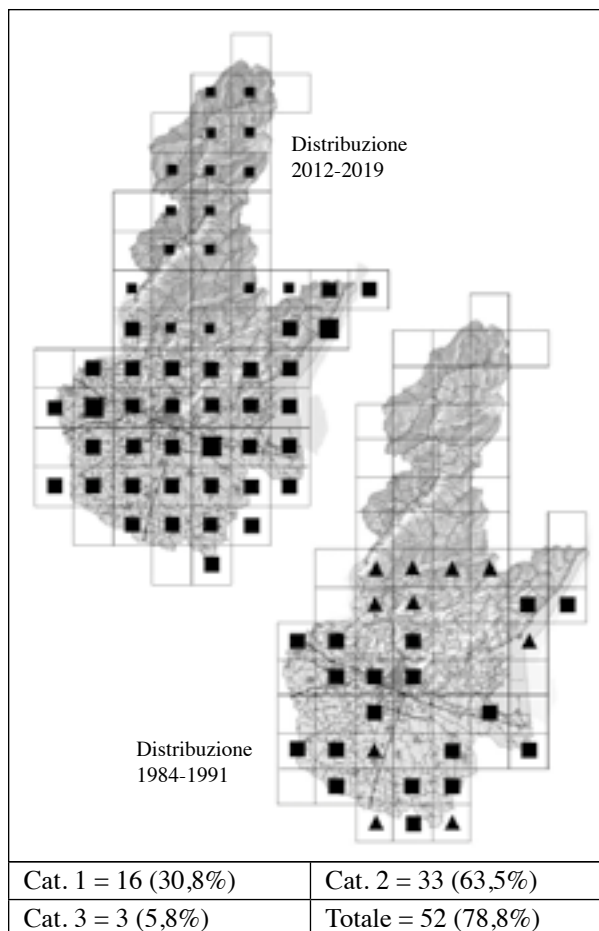 Distribuzione
2012-2019
Distribuzione
1984-1991
Cat. 1 = 16 (30,8%) Cat. 2 = 33 (63,5%)
Cat. 3 = 3 (5,8%) Totale = 52 (78,8%)